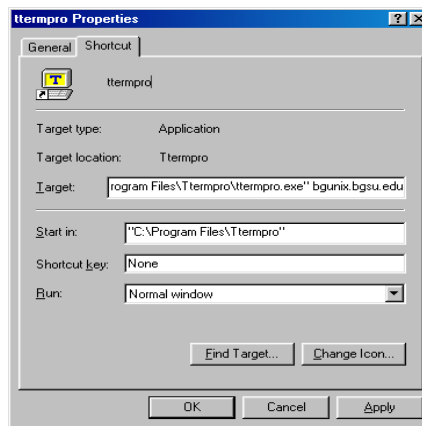 ttermpro Properties
General Shortcut
T ttermpro
Target type: Application
Target location: Ttermpro
Target: rogram Files\Ttermpro\ttermpro.exe" bgunix.bgsu.edu
Start in: "C:\Program Files\Ttermpro"
Shortcut key: None
Run: Normal window
Find Target... Change Icon...
OK Cancel Apply